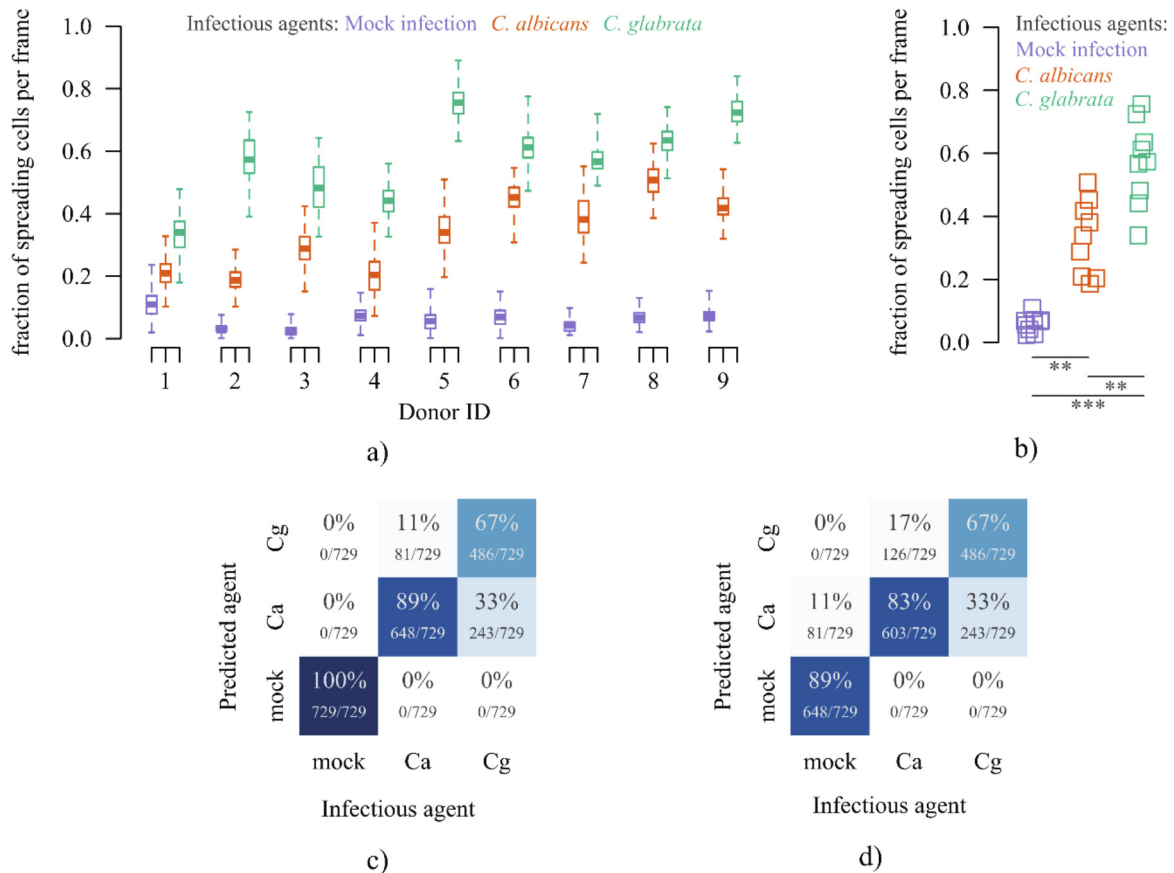 Infectious agents: Mock infection C. albicans C. glabrata
fraction of spreading cells per frame
1.0
0.8
0.6
0.4
0.2
0.0
1 2 3 4 5 6 7 8 9
Donor ID
a)
Infectious agents:
Mock infection
C. albicans
C. glabrata
fraction of spreading cells per frame
1.0
0.8
0.6
0.4
0.2
0.0
**
**
***
b)
Predicted agent
Cg
Ca
mock
0% 11% 67%
0/729 81/729 486/729
0% 89% 33%
0/729 648/729 243/729
100% 0% 0%
729/729 0/729 0/729
mock Ca Cg
Infectious agent
c)
Predicted agent
Cg
Ca
mock
0% 17% 67%
0/729 126/729 486/729
11% 83% 33%
81/729 603/729 243/729
89% 0% 0%
648/729 0/729 0/729
mock Ca Cg
Infectious agent
d)